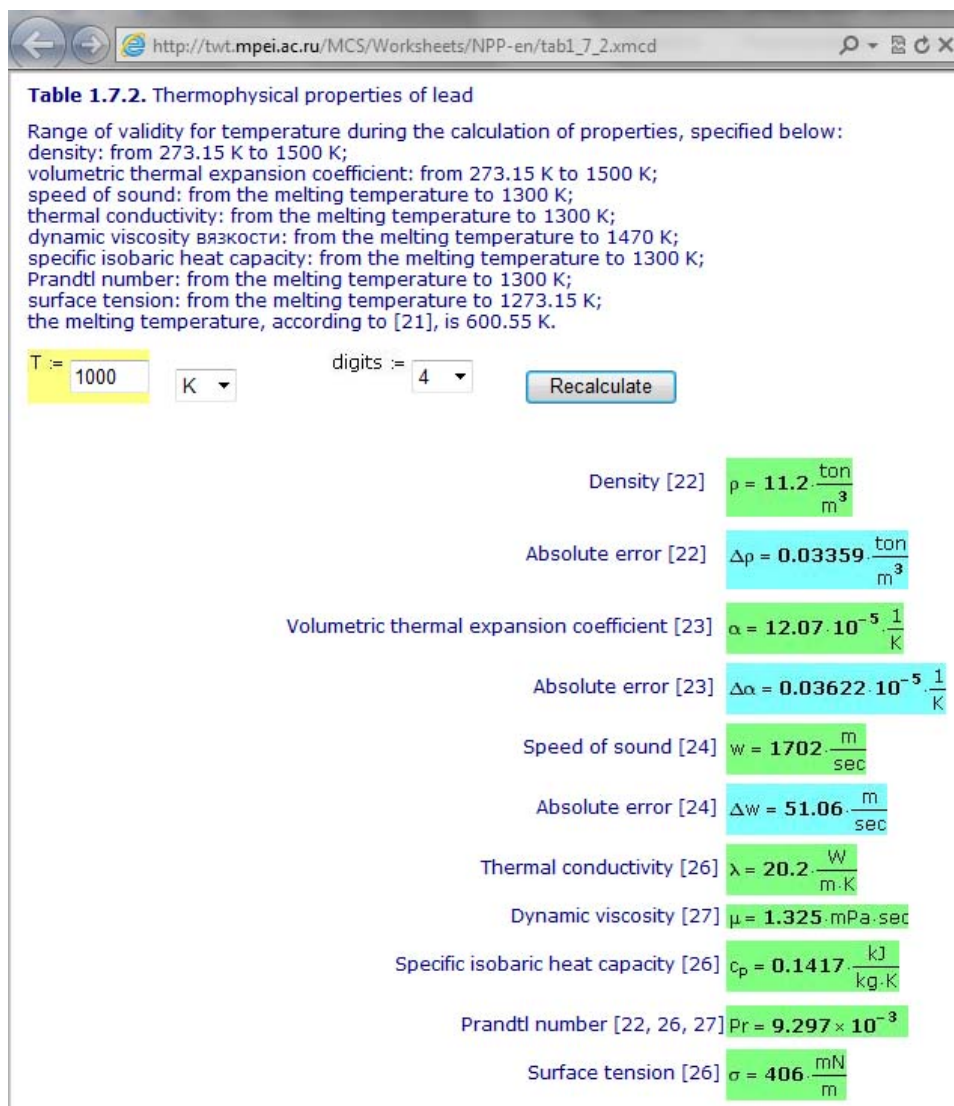 http://twt.mpei.ac.ru/MCS/Worksheets/NPP-en/tab1_7_2.xmcd
Table 1.7.2. Thermophysical properties of lead
Range of validity for temperature during the calculation of properties, specified below:
density: from 273.15 K to 1500 K;
volumetric thermal expansion coefficient: from 273.15 K to 1500 K;
speed of sound: from the melting temperature to 1300 K;
thermal conductivity: from the melting temperature to 1300 K;
dynamic viscosity вязкости: from the melting temperature to 1470 K;
specific isobaric heat capacity: from the melting temperature to 1300 K;
Prandtl number: from the melting temperature to 1300 K;
surface tension: from the melting temperature to 1273.15 K;
the melting temperature, according to [21], is 600.55 K.
T := 1000 K digits := 4 Recalculate
Density [22] ρ = 11.2·ton/m³
Absolute error [22] Δρ = 0.03359·ton/m³
Volumetric thermal expansion coefficient [23] α = 12.07·10⁻⁵·1/K
Absolute error [23] Δα = 0.03622·10⁻⁵·1/K
Speed of sound [24] w = 1702·m/sec
Absolute error [24] Δw = 51.06·m/sec
Thermal conductivity [26] λ = 20.2·W/m·K
Dynamic viscosity [27] μ = 1.325·mPa·sec
Specific isobaric heat capacity [26] cₚ = 0.1417·kJ/kg·K
Prandtl number [22, 26, 27] Pr = 9.297 × 10⁻³
Surface tension [26] σ = 406·mN/m